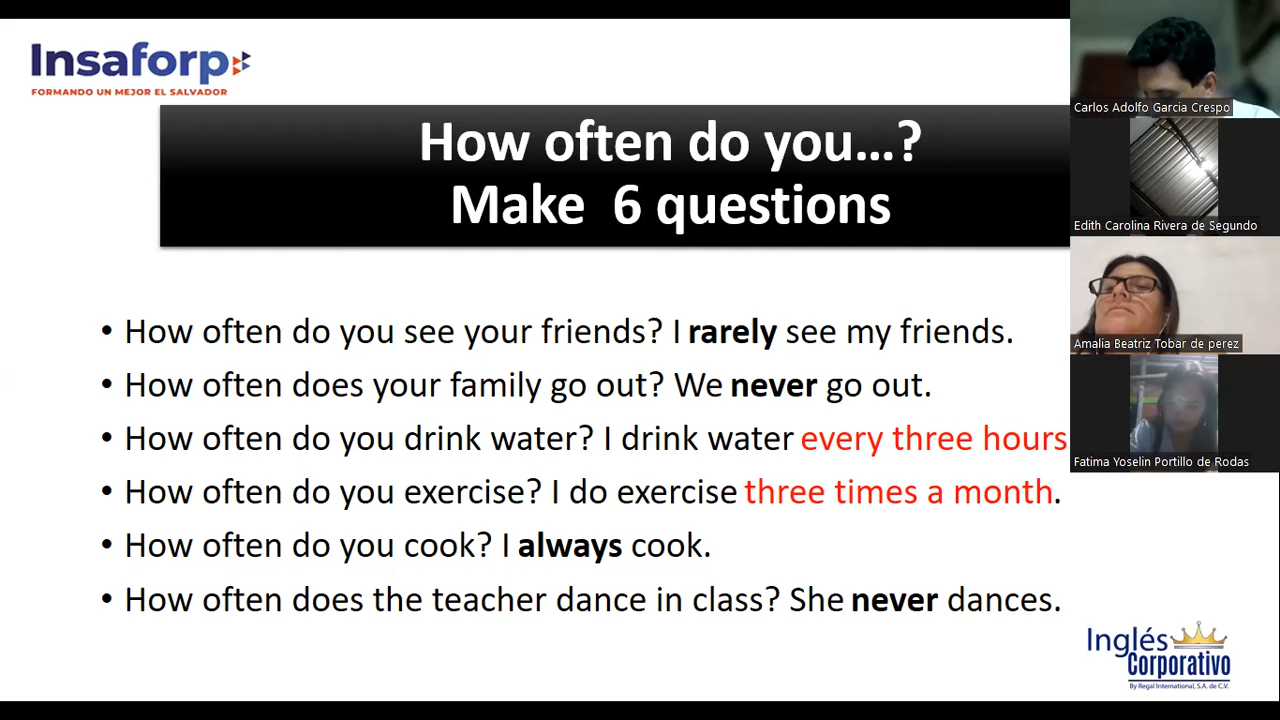 Insaforp
FORMANDO UN MEJOR EL SALVADOR
How often do you...?
Make 6 questions
• How often do you see your friends? I rarely see my friends.
• How often does your family go out? We never go out.
• How often do you drink water? I drink water every three hours
• How often do you exercise? I do exercise three times a month.
• How often do you cook? I always cook.
• How often does the teacher dance in class? She never dances.
Carlos Adolfo Garcia Crespo
Edith Carolina Rivera de Segundo
Amalia Beatriz Tobar de perez
Fatima Yoselin Portillo de Rodas
Inglés
Corporativo
By Regal International, S.A. de C.V.